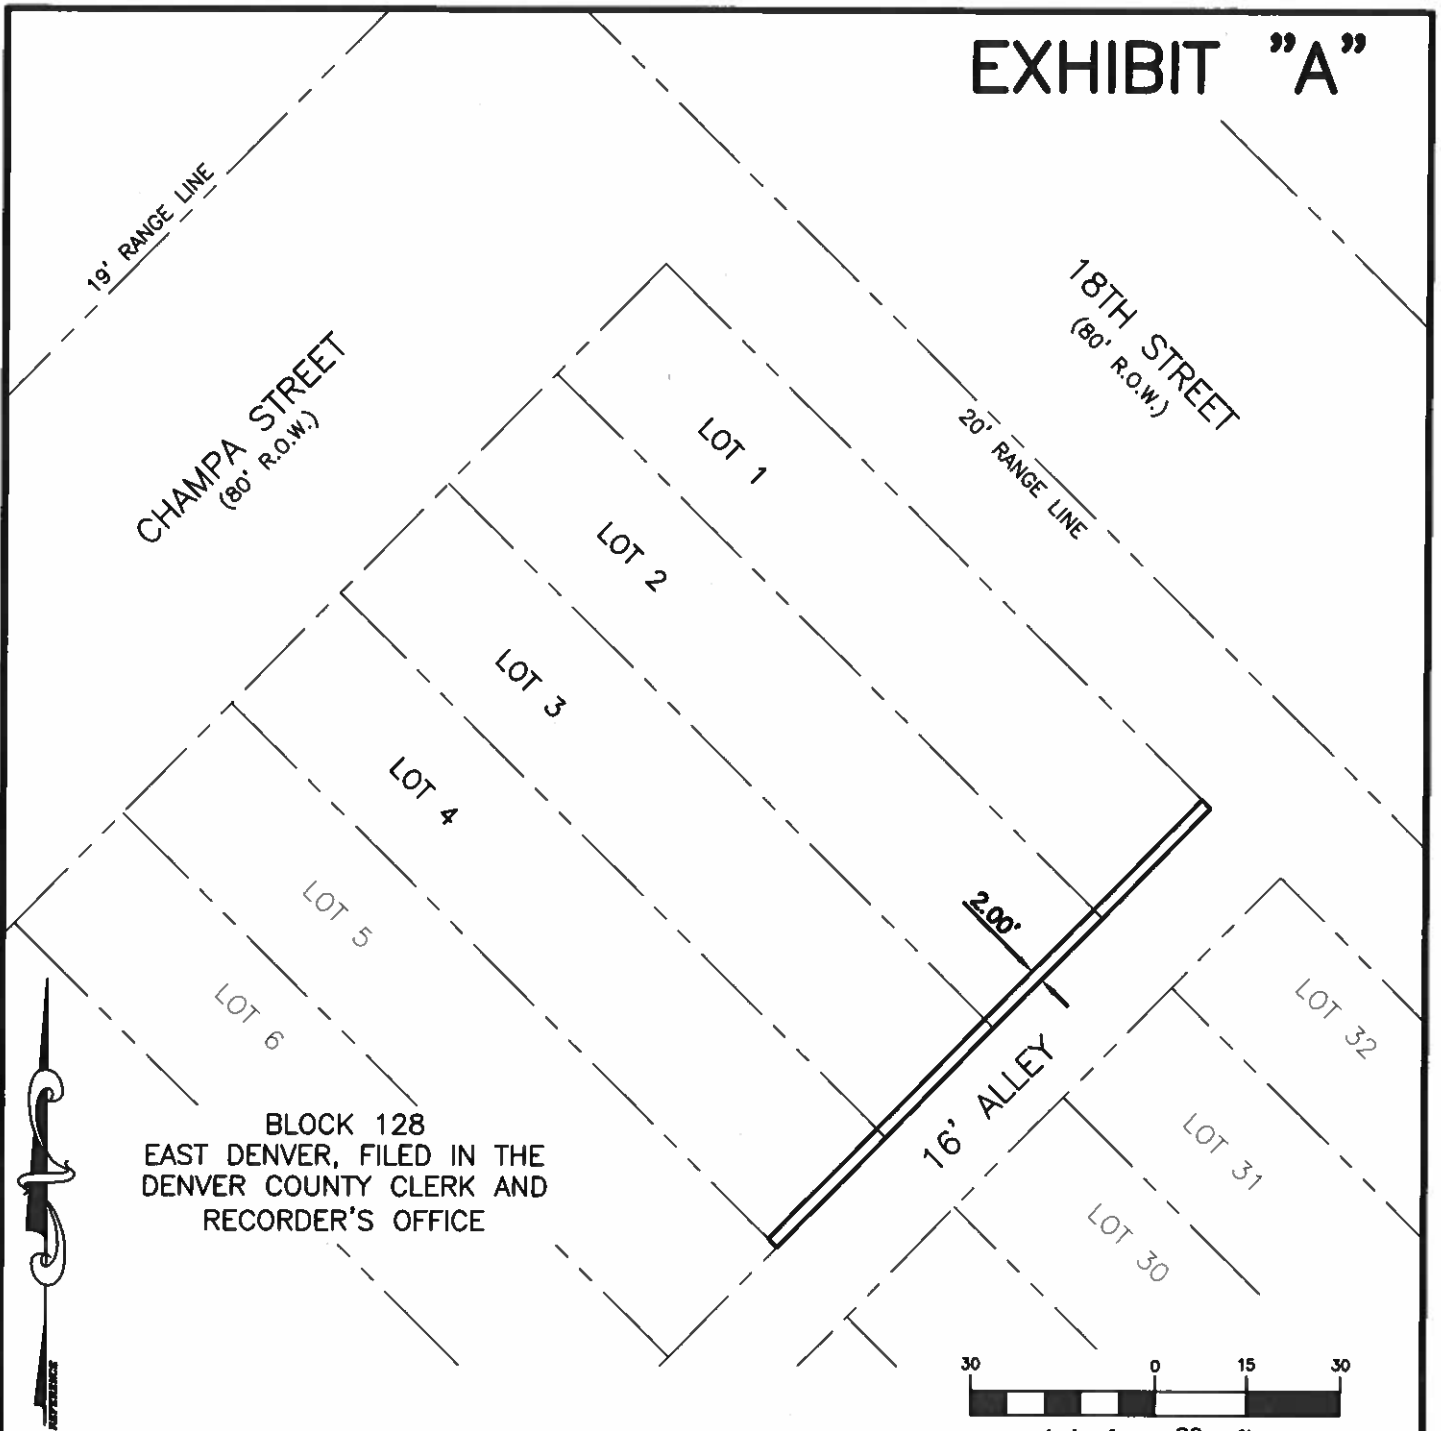 EXHIBIT "A"
19' RANGE LINE
CHAMPA STREET
(80' R.O.W.)
18TH STREET
(80' R.O.W.)
20' RANGE LINE
LOT 1
LOT 2
LOT 3
LOT 4
LOT 5
LOT 6
2.00'
16' ALLEY
LOT 32
LOT 31
LOT 30
BLOCK 128
EAST DENVER, FILED IN THE
DENVER COUNTY CLERK AND
RECORDER'S OFFICE
REFERENCE
30 0 15 30